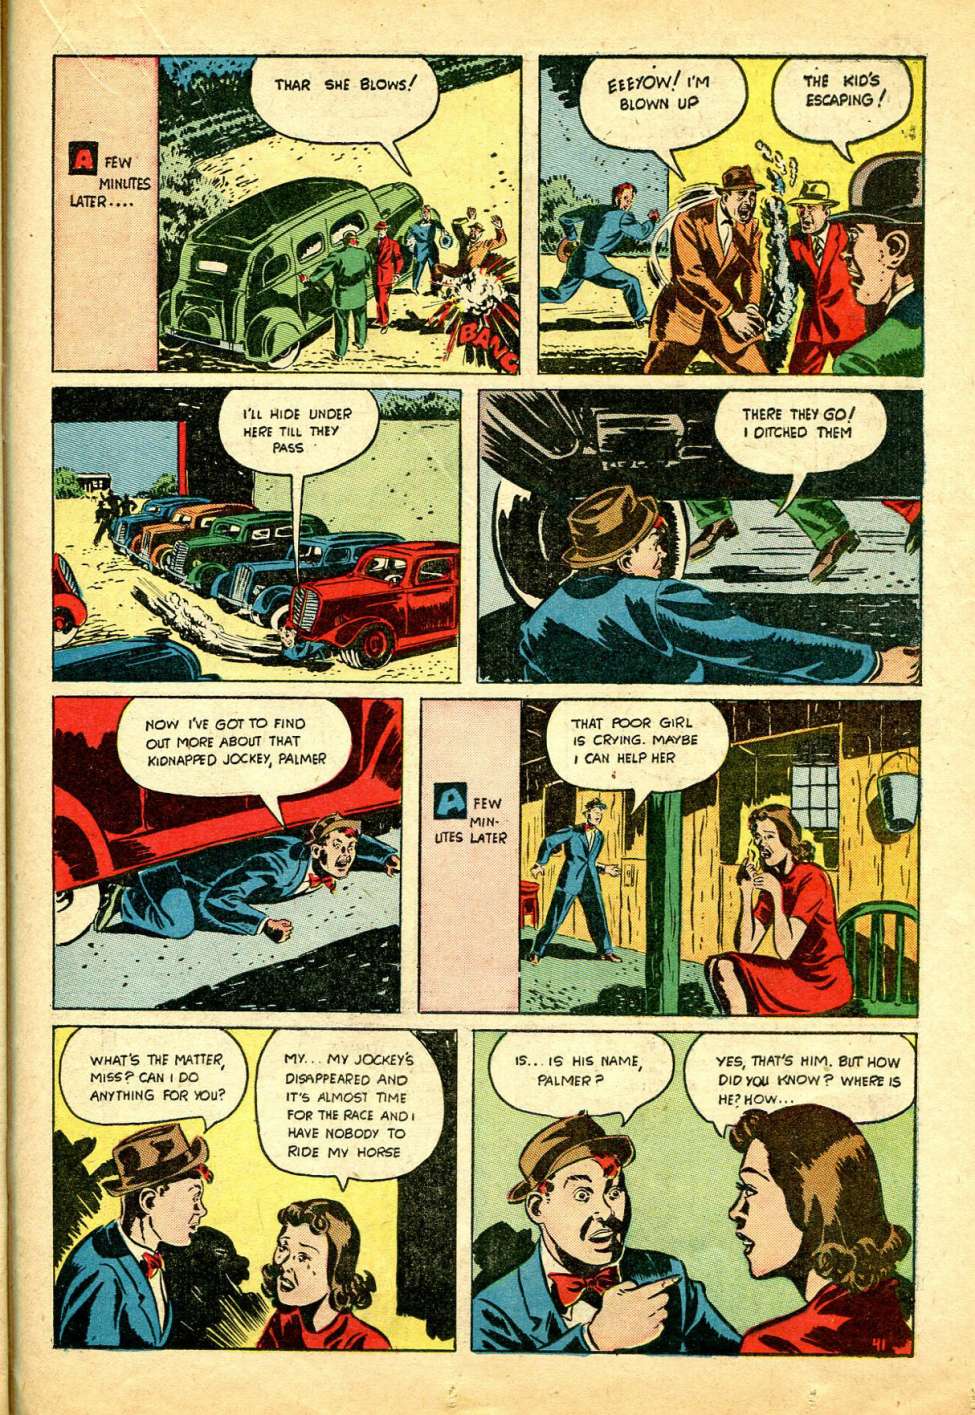 A FEW
MINUTES
LATER....
THAR SHE BLOWS!
BANG
EEEYOW! I'M
BLOWN UP
THE KID'S
ESCAPING!
I'LL HIDE UNDER
HERE TILL THEY
PASS
THERE THEY GO!
I DITCHED THEM
NOW I'VE GOT TO FIND
OUT MORE ABOUT THAT
KIDNAPPED JOCKEY, PALMER
A FEW
MIN-
UTES LATER
THAT POOR GIRL
IS CRYING. MAYBE
I CAN HELP HER
WHAT'S THE MATTER,
MISS? CAN I DO
ANYTHING FOR YOU?
MY... MY JOCKEY'S
DISAPPEARED AND
IT'S ALMOST TIME
FOR THE RACE AND I
HAVE NOBODY TO
RIDE MY HORSE
IS... IS HIS NAME,
PALMER?
YES, THAT'S HIM. BUT HOW
DID YOU KNOW? WHERE IS
HE? HOW...
41